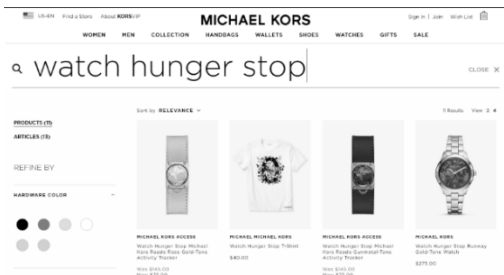 US-EN Find a Store About KORSVIP
MICHAEL KORS
Sign in | Join Wish List
WOMEN MEN COLLECTION HANDBAGS WALLETS SHOES WATCHES GIFTS SALE
watch hunger stop
CLOSE X
Sort by RELEVANCE
11 Results View 2 4
PRODUCTS (11)
ARTICLES (13)
REFINE BY
HARDWARE COLOR
MICHAEL KORS ACCESS
Watch Hunger Stop Michael
Kors Reade Rose Gold-Tone
Activity Tracker
MICHAEL MICHAEL KORS
Watch Hunger Stop T-Shirt
$40.00
MICHAEL KORS ACCESS
Watch Hunger Stop Michael
Kors Reade Gunmetal-Tone
Activity Tracker
MICHAEL KORS
Watch Hunger Stop Runway
Gold-Tone Watch
$275.00